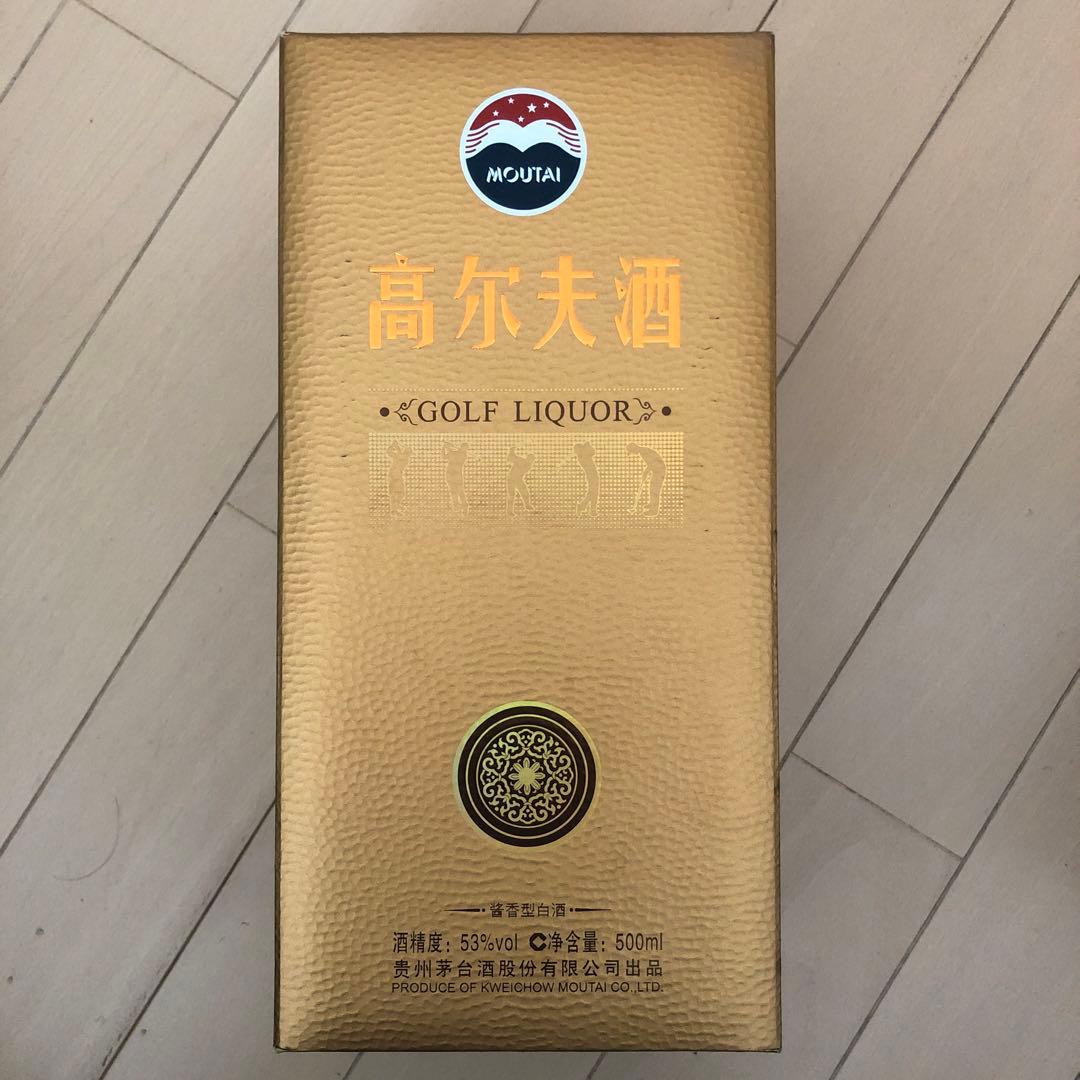 MOUTAI
高尔夫酒
GOLF LIQUOR
酱香型白酒
酒精度：53%vol C净含量：500ml
贵州茅台酒股份有限公司出品
PRODUCE OF KWEICHOW MOUTAI CO.,LTD.